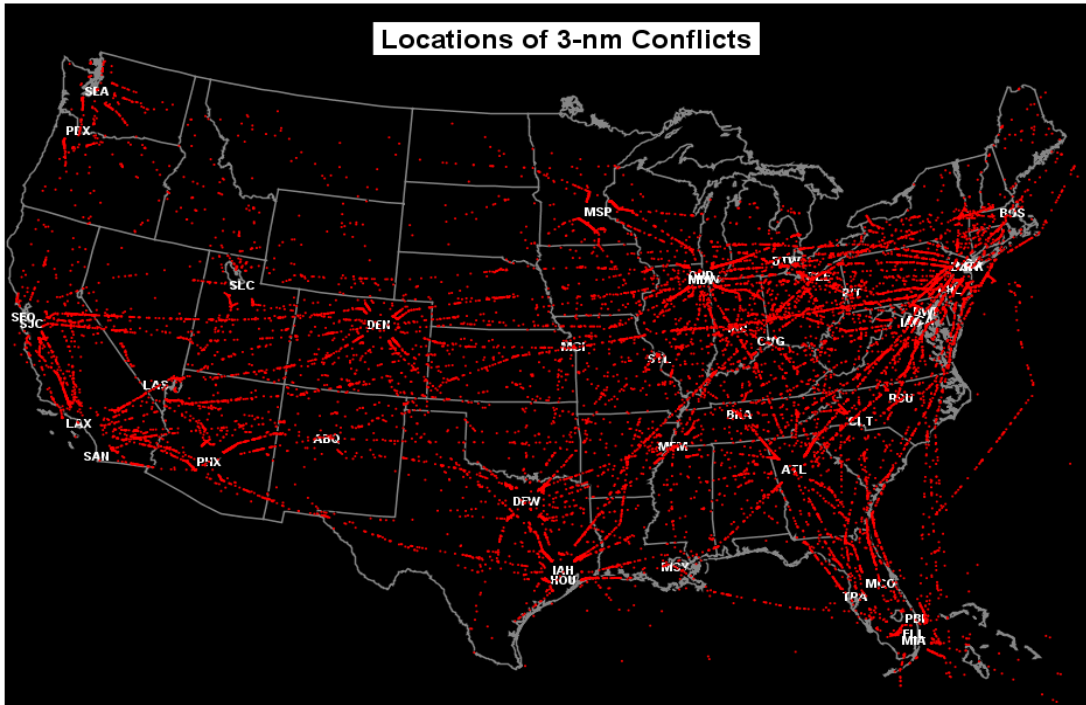 Locations of 3-nm Conflicts
SEA
PDX
MSP
BOS
DTW
ORD
MDW
CLE
SLC
PIT
PHL
SFO
SJC
DEN
IND
CVG
MCI
STL
LAS
RDU
LAX
BNA
CLT
ABQ
MEM
SAN
PHX
ATL
DFW
IAH
HOU
MSY
MCO
TPA
PBI
FLL
MIA